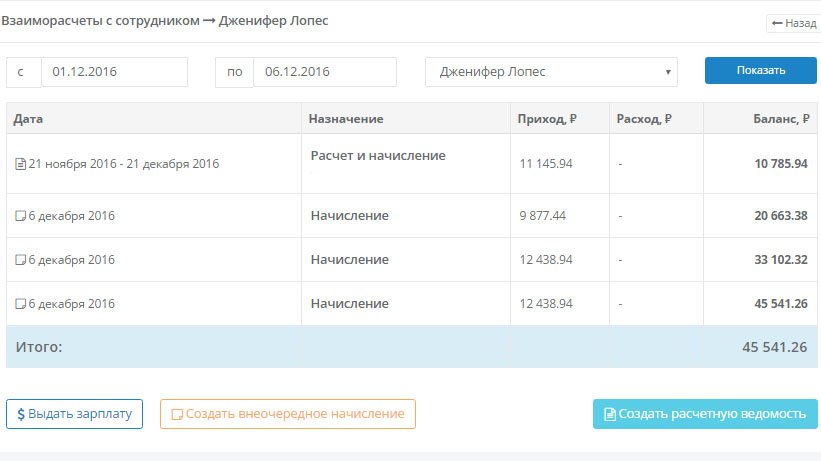 Взаиморасчеты с сотрудником → Дженифер Лопес
← Назад
с 01.12.2016 по 06.12.2016 Дженифер Лопес Показать
Дата Назначение Приход, ₽ Расход, ₽ Баланс, ₽
21 ноября 2016 - 21 декабря 2016 Расчет и начисление 11 145.94 - 10 785.94
6 декабря 2016 Начисление 9 877.44 - 20 663.38
6 декабря 2016 Начисление 12 438.94 - 33 102.32
6 декабря 2016 Начисление 12 438.94 - 45 541.26
Итого: 45 541.26
$ Выдать зарплату Создать внеочередное начисление Создать расчетную ведомость